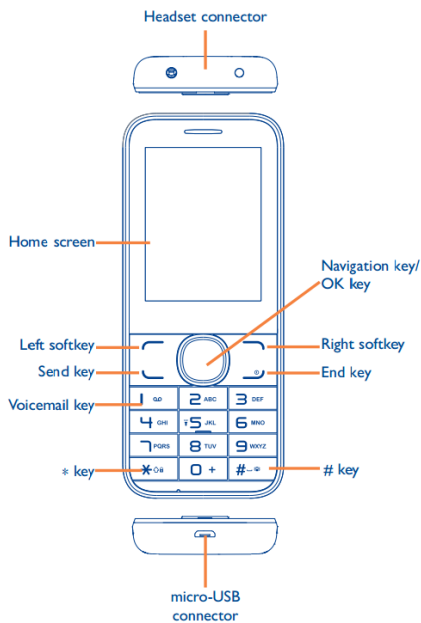 Headset connector
Home screen
Navigation key/
OK key
Left softkey
Right softkey
Send key
End key
Voicemail key
1
2 ABC
3 DEF
4 GHI
5 JKL
6 MNO
7 PQRS
8 TUV
9 WXYZ
* key
*
0 +
#
# key
micro-USB
connector